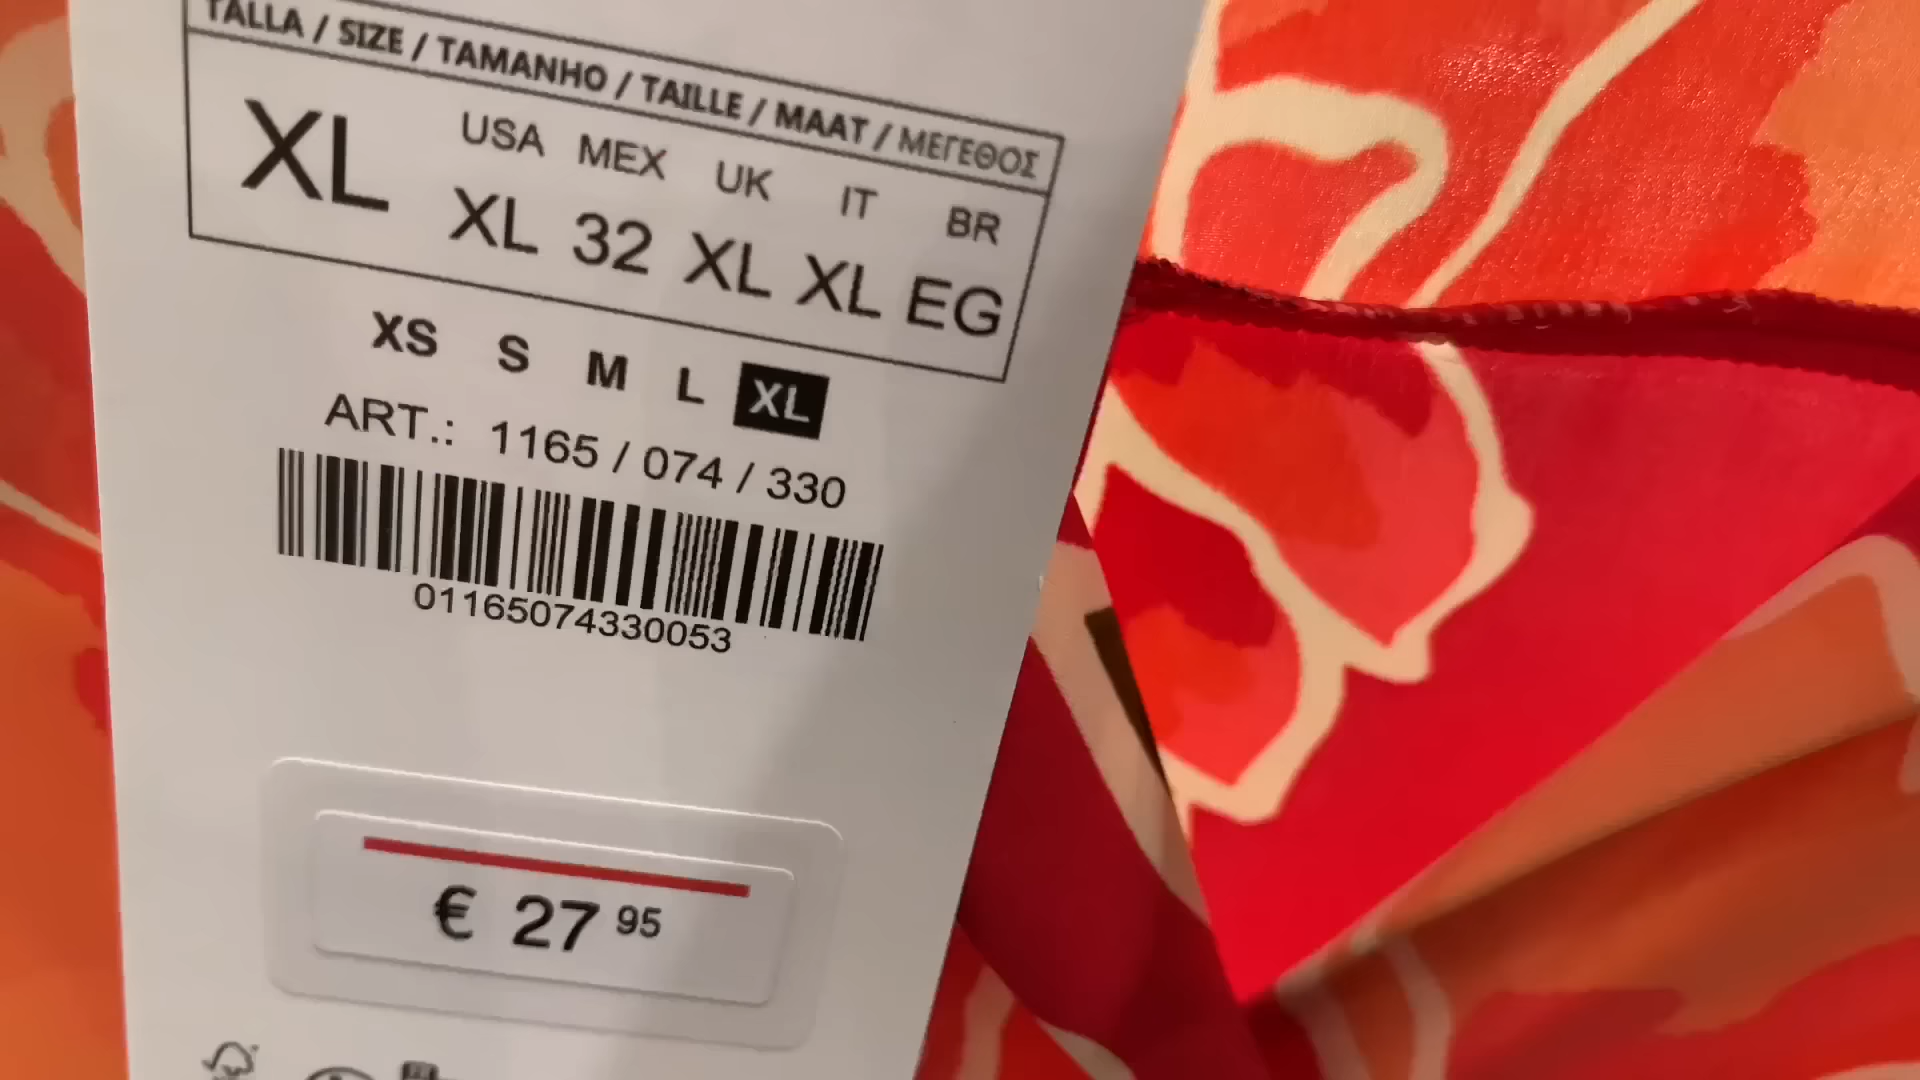 TALLA / SIZE / TAMANHO / TAILLE / MAAT / ΜΕΓΕΘΟΣ
USA MEX UK IT BR
XL XL 32 XL XL EG
XS S M L XL
ART.: 1165 / 074 / 330
01165074330053
€ 27 95